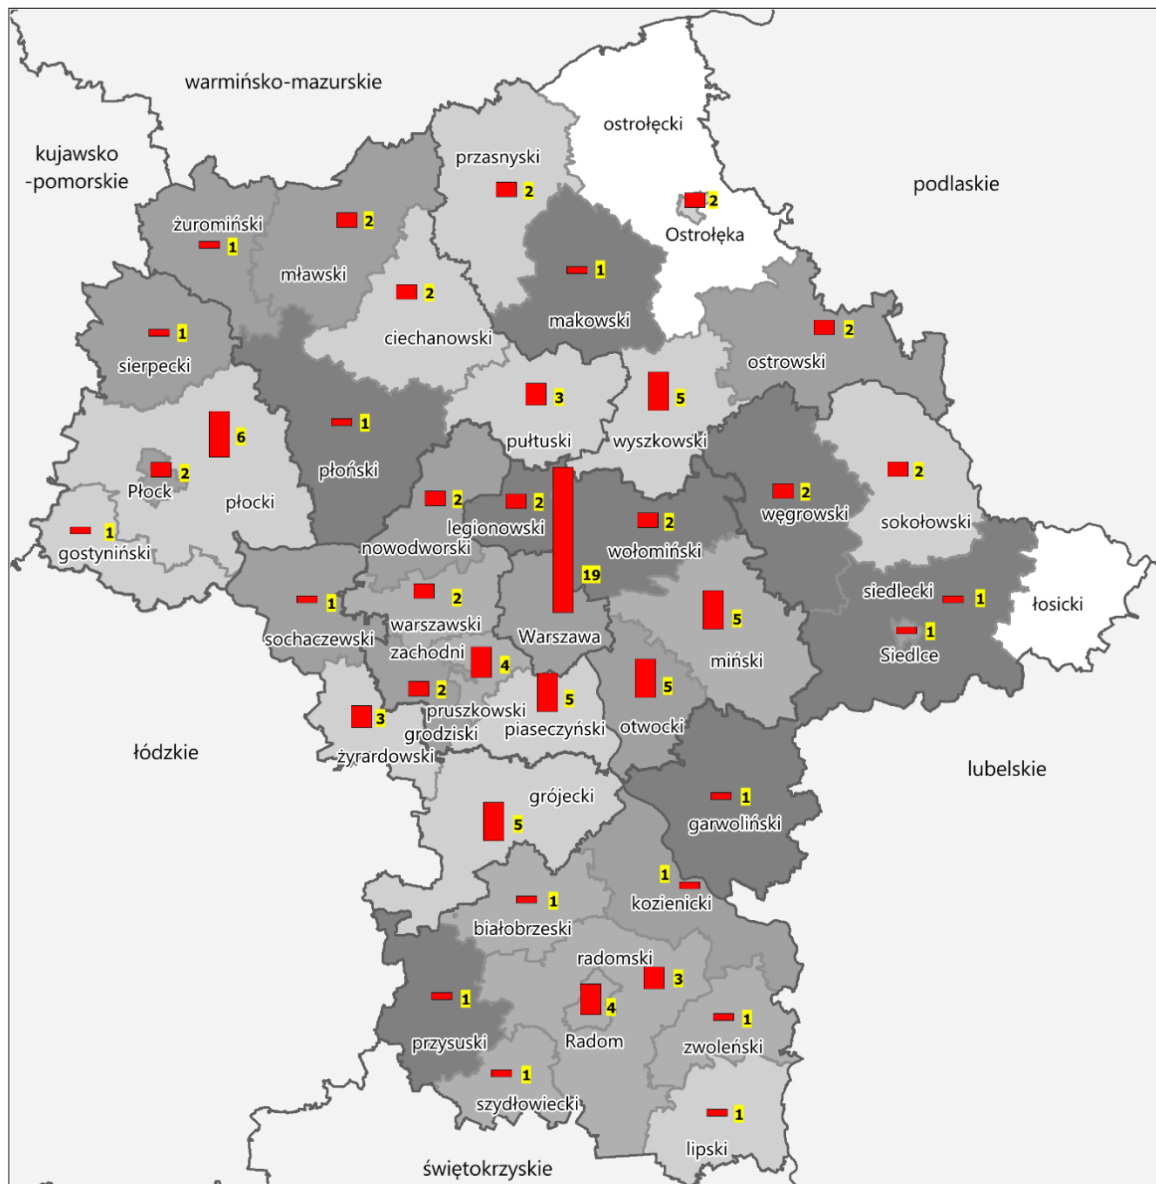 warmińsko-mazurskie
kujawsko
-pomorskie
podlaskie
ostrołęcki
przasnyski
2
2
Ostrołęka
żuromiński
1
2
mławski
1
makowski
2
ciechanowski
1
sierpecki
2
ostrowski
3
pułtuski
5
wyszkowski
6
płocki
2
Płock
1
płoński
1
gostyniński
2
nowodworski
2
legionowski
2
wołomiński
2
węgrowski
2
sokołowski
19
Warszawa
siedlecki
1
1
Siedlce
łosicki
1
sochaczewski
2
warszawski
zachodni
5
miński
4
pruszkowski
2
grodziski
5
piaseczyński
5
otwocki
3
żyrardowski
łódzkie
lubelskie
grójecki
5
1
garwoliński
1
kozienicki
1
białobrzeski
radomski
3
4
Radom
1
przysuski
1
zwoleński
1
szydłowiecki
1
lipski
świętokrzyskie